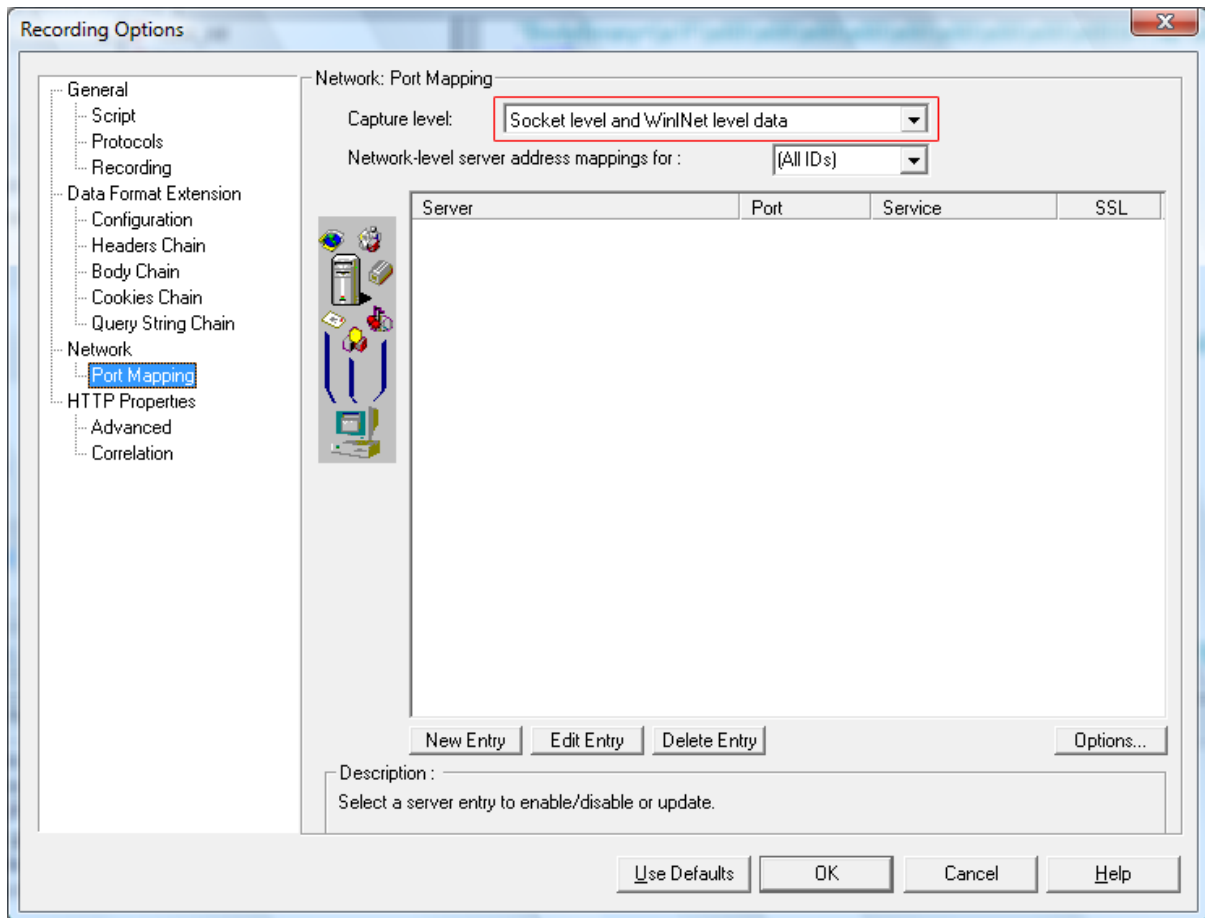 Recording Options
General
Script
Protocols
Recording
Data Format Extension
Configuration
Headers Chain
Body Chain
Cookies Chain
Query String Chain
Network
Port Mapping
HTTP Properties
Advanced
Correlation
Network: Port Mapping
Capture level: Socket level and WinINet level data
Network-level server address mappings for : (All IDs)
Server Port Service SSL
New Entry Edit Entry Delete Entry Options...
Description :
Select a server entry to enable/disable or update.
Use Defaults OK Cancel Help